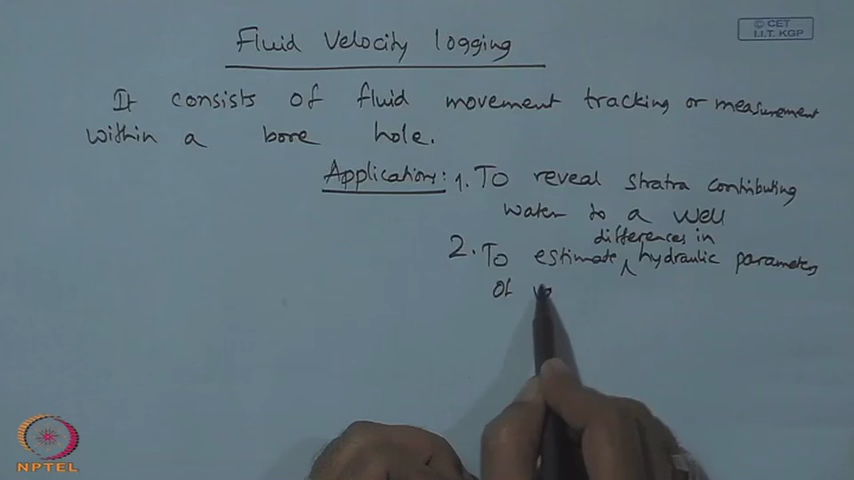 Fluid Velocity logging
© CET
I.I.T. KGP
It consists of fluid movement tracking or measurement
within a bore hole.
Application: 1. To reveal stratra contributing
water to a well
differences in
2. To estimate hydraulic parameters
of
NPTEL